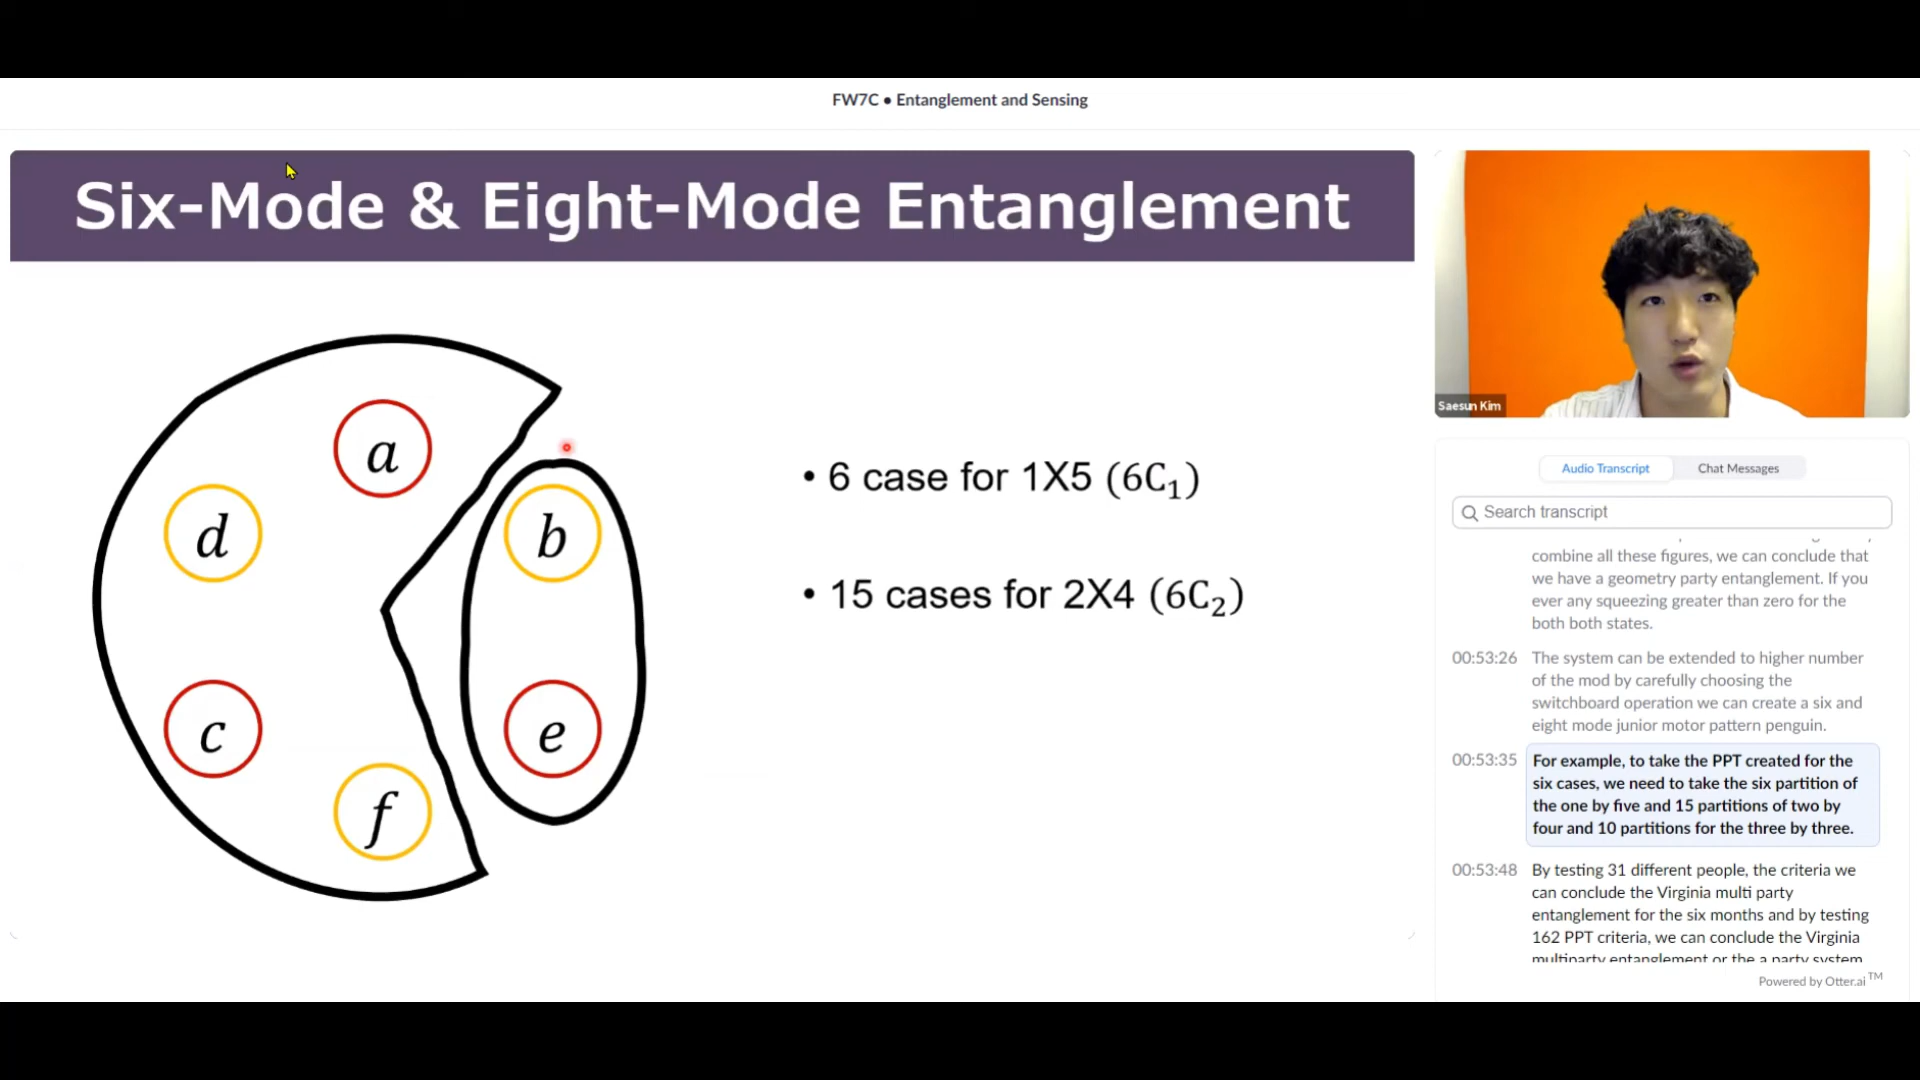 FW7C • Entanglement and Sensing
Six-Mode & Eight-Mode Entanglement
a
d
b
c
e
f
• 6 case for 1X5 (6C₁)
• 15 cases for 2X4 (6C₂)
Saesun Kim
Audio Transcript
Chat Messages
Search transcript
combine all these figures, we can conclude that
we have a geometry party entanglement. If you
ever any squeezing greater than zero for the
both both states.
00:53:26 The system can be extended to higher number
of the mod by carefully choosing the
switchboard operation we can create a six and
eight mode junior motor pattern penguin.
00:53:35 For example, to take the PPT created for the
six cases, we need to take the six partition of
the one by five and 15 partitions of two by
four and 10 partitions for the three by three.
00:53:48 By testing 31 different people, the criteria we
can conclude the Virginia multi party
entanglement for the six months and by testing
162 PPT criteria, we can conclude the Virginia
multiparty entanglement or the a party system
Powered by Otter.ai™